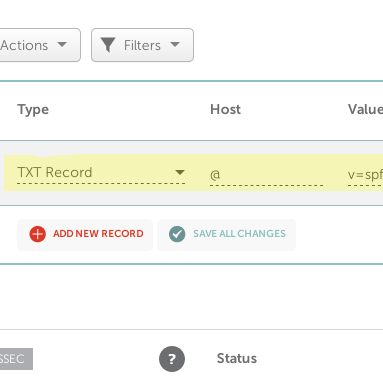 Actions Filters
Type Host Value
TXT Record @ v=spf
ADD NEW RECORD SAVE ALL CHANGES
SSEC ? Status